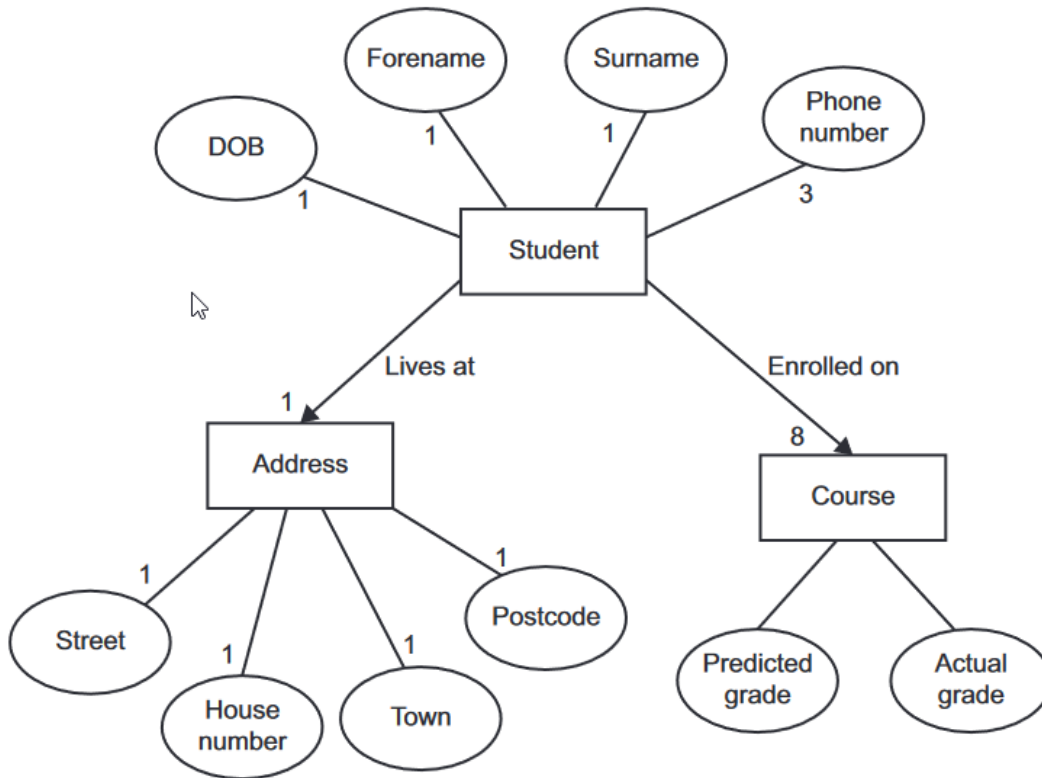 Forename
Surname
Phone
number
DOB
1
1
1
3
Student
Lives at
Enrolled on
1
8
Address
Course
1
1
1
1
Street
House
number
Town
Postcode
Predicted
grade
Actual
grade